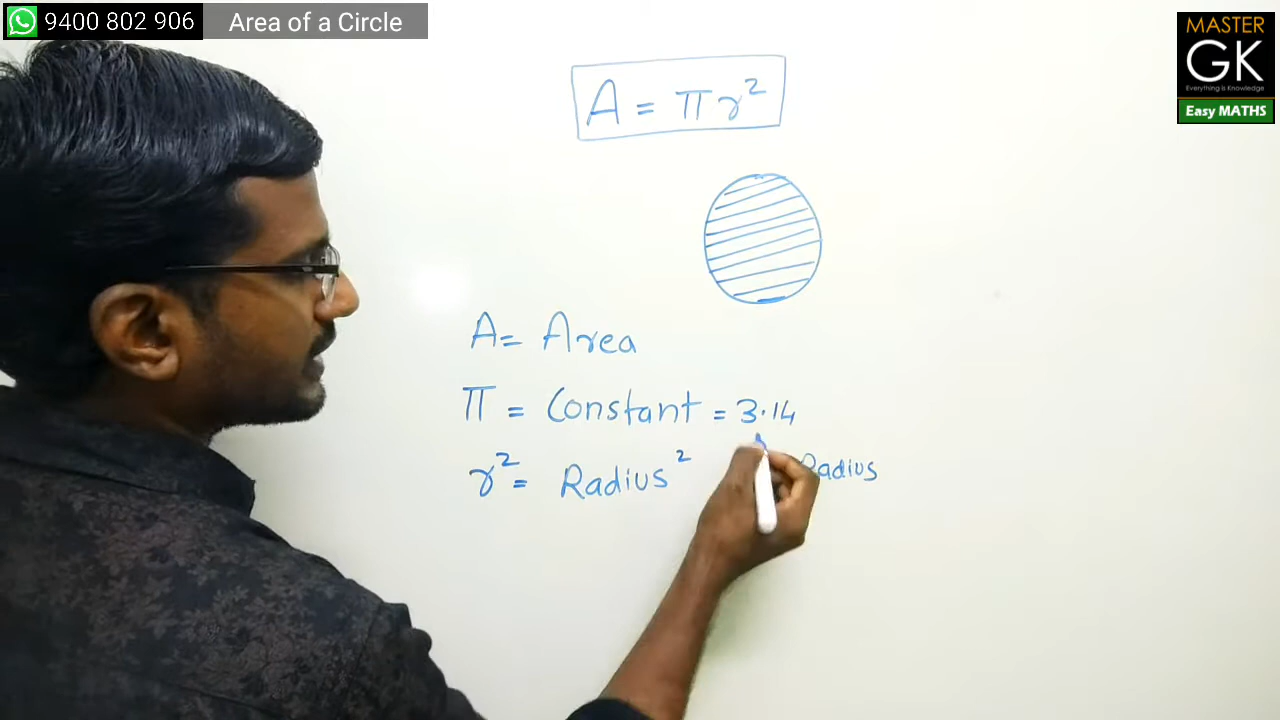 9400 802 906 Area of a Circle
MASTER
GK
Everything is Knowledge
Easy MATHS
A = πr²
A = Area
π = Constant = 3.14
r² = Radius² Radius